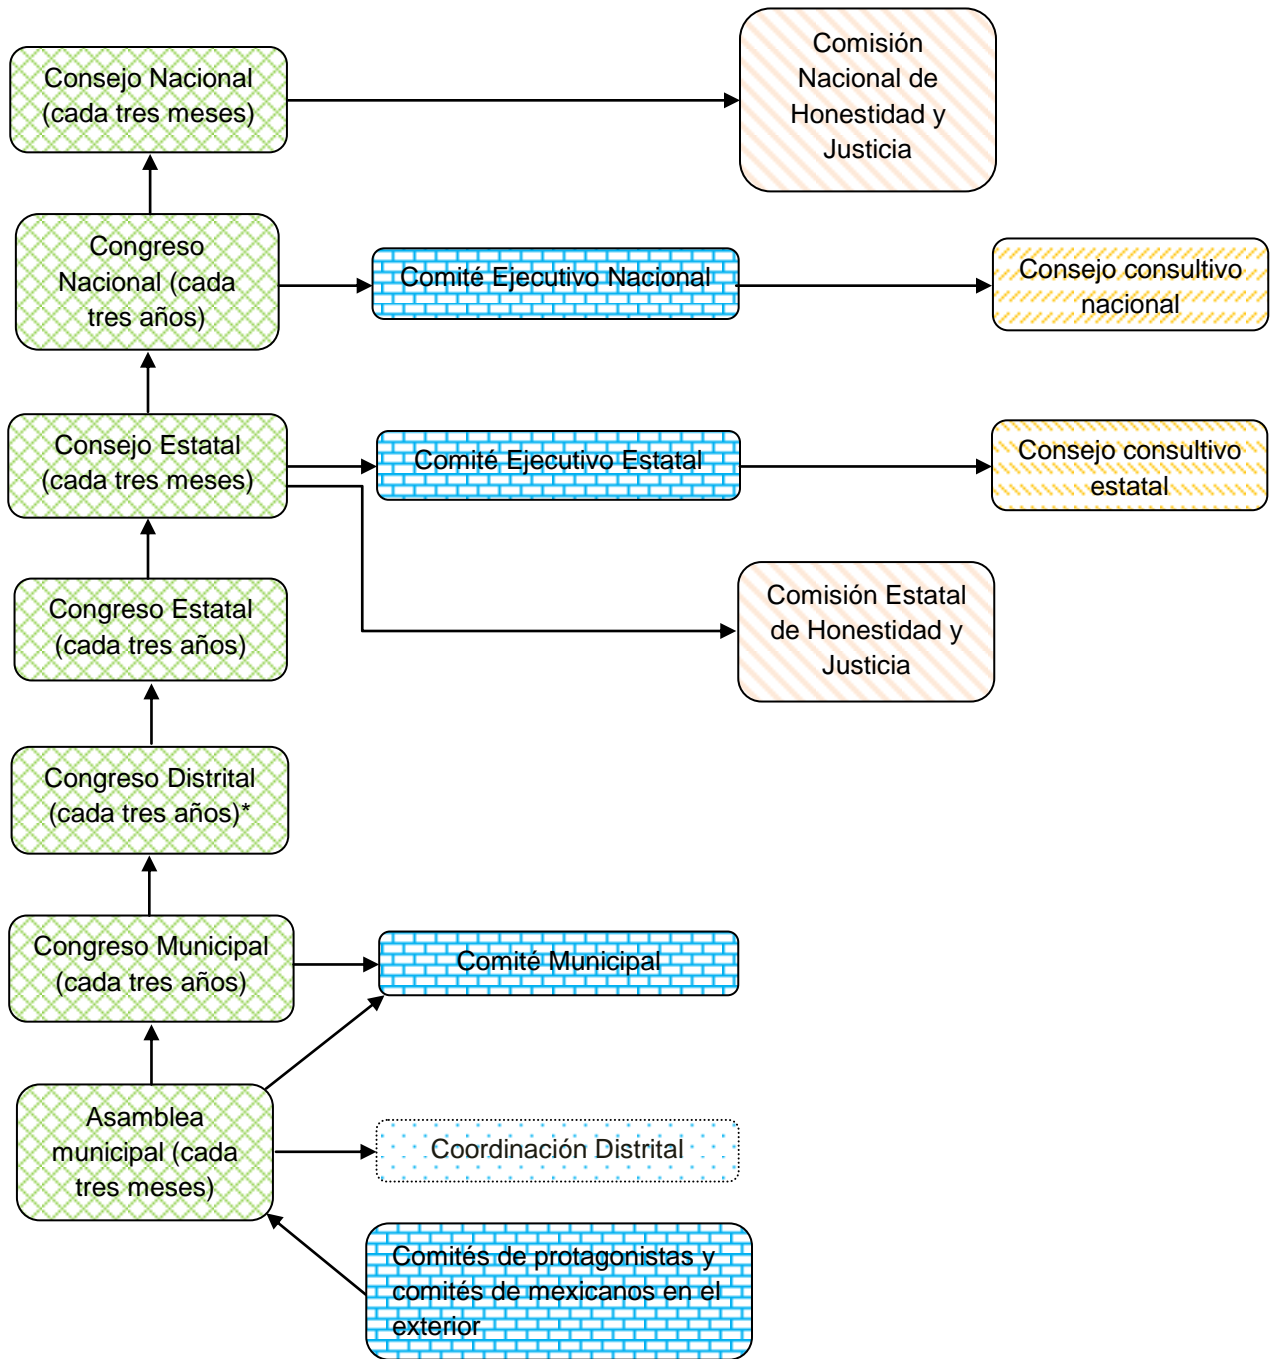 Comisión
Nacional de
Honestidad y
Justicia
Consejo Nacional
(cada tres meses)
Congreso
Nacional (cada
tres años)
Comité Ejecutivo Nacional
Consejo consultivo
nacional
Consejo Estatal
(cada tres meses)
Comité Ejecutivo Estatal
Consejo consultivo
estatal
Congreso Estatal
(cada tres años)
Comisión Estatal
de Honestidad y
Justicia
Congreso Distrital
(cada tres años)*
Congreso Municipal
(cada tres años)
Comité Municipal
Asamblea
municipal (cada
tres meses)
Coordinación Distrital
Comités de protagonistas y
comités de mexicanos en el
exterior